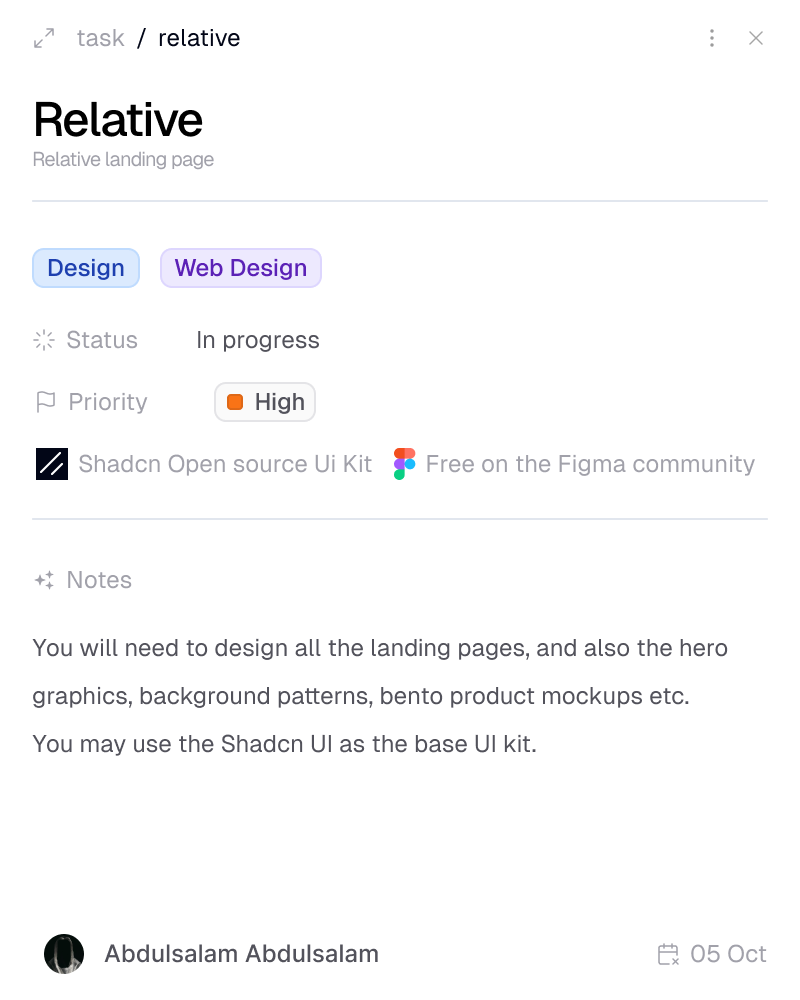 task / relative
Relative
Relative landing page
Design Web Design
Status In progress
Priority High
Shadcn Open source Ui Kit Free on the Figma community
Notes
You will need to design all the landing pages, and also the hero
graphics, background patterns, bento product mockups etc.
You may use the Shadcn UI as the base UI kit.
Abdulsalam Abdulsalam 05 Oct